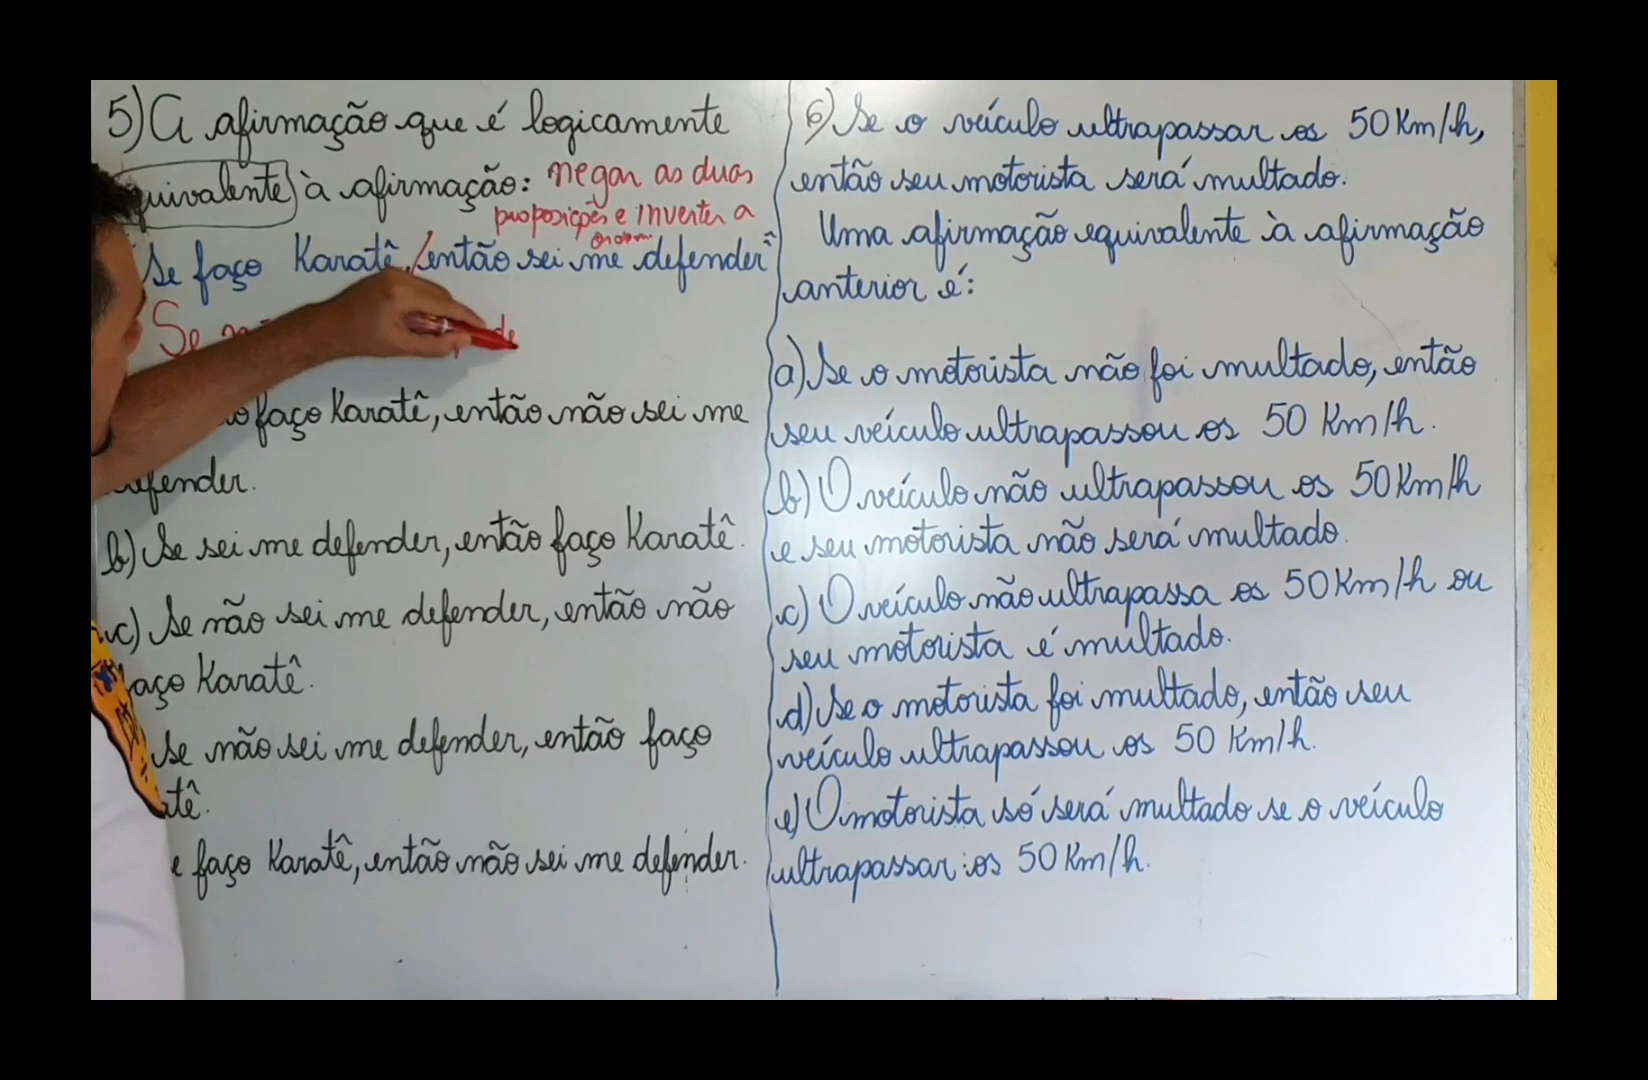 5) A afirmação que é logicamente
quivalente à afirmação: negar as duas
proposições e inverter a
ordem
"Se faço Karatê, então sei me defender"
Se de
faço Karatê, então não sei me
fender.
b) Se sei me defender, então faço Karatê.
c) Se não sei me defender, então não
aço Karatê.
se não sei me defender, então faço
tê.
e faço Karatê, então não sei me defender.
6) Se o veículo ultrapassar os 50 Km/h,
então seu motorista será multado.
Uma afirmação equivalente à afirmação
anterior é:
a) Se o motorista não foi multado, então
seu veículo ultrapassou os 50 Km/h.
b) O veículo não ultrapassou os 50 Km/h
e seu motorista não será multado.
c) O veículo não ultrapassa os 50 Km/h ou
seu motorista é multado.
d) Se o motorista foi multado, então seu
veículo ultrapassou os 50 Km/h.
e) O motorista só será multado se o veículo
ultrapassar os 50 Km/h.